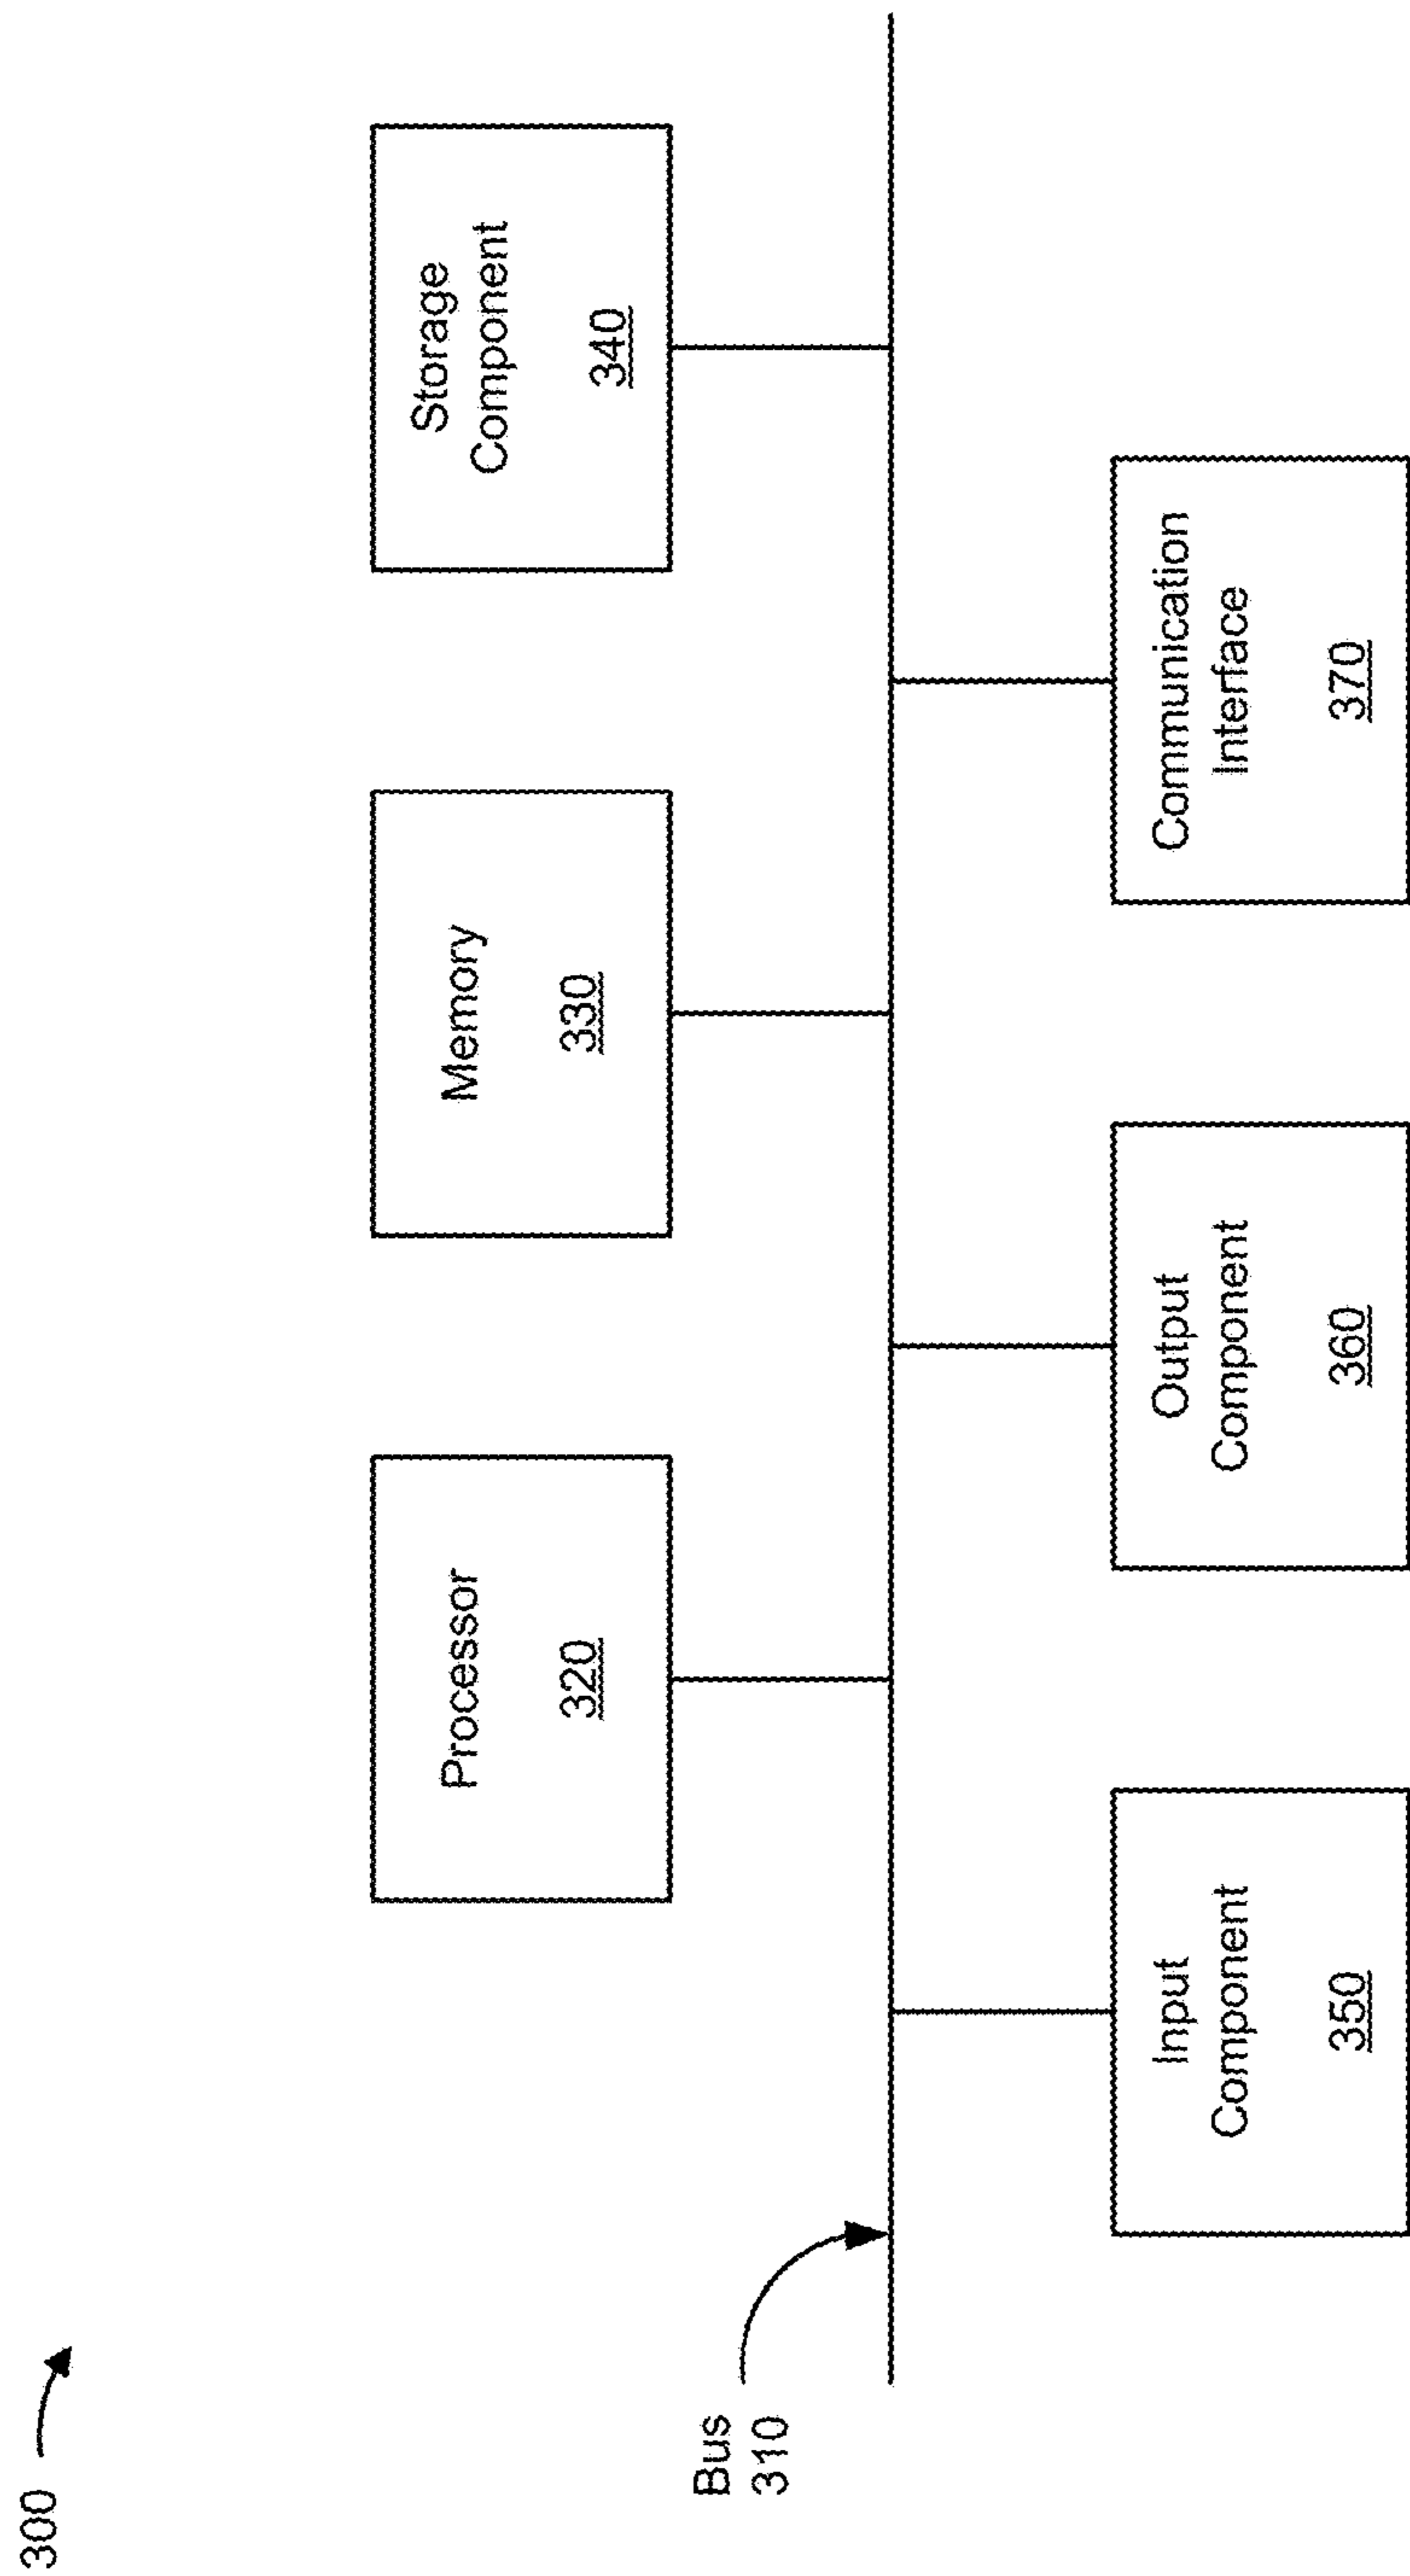 300
Processor
320
Memory
330
Storage
Component
340
Bus
310
Input
Component
350
Output
Component
360
Communication
Interface
370